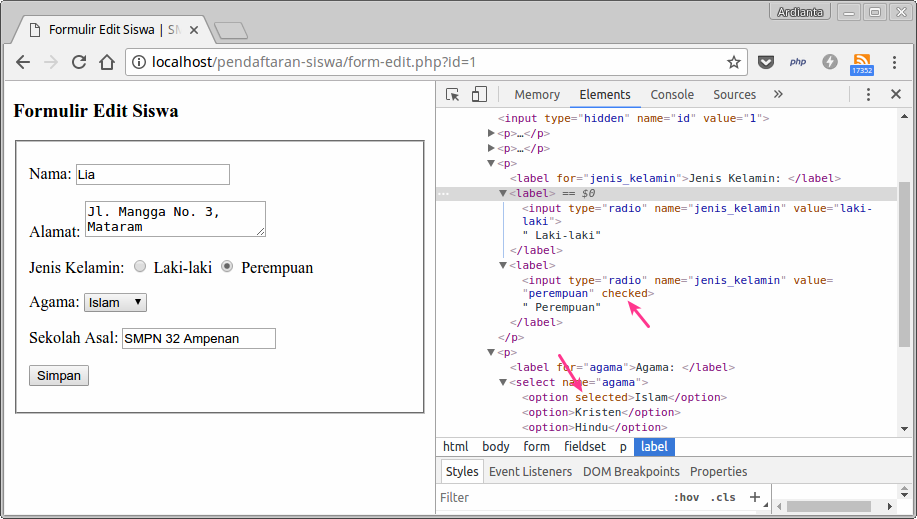 Ardianta
Formulir Edit Siswa | SM
localhost/pendaftaran-siswa/form-edit.php?id=1
php
17352
Formulir Edit Siswa
Nama: Lia
Alamat: Jl. Mangga No. 3,
Mataram
Jenis Kelamin: Laki-laki Perempuan
Agama: Islam
Sekolah Asal: SMPN 32 Ampenan
Simpan
Memory Elements Console Sources »
<input type="hidden" name="id" value="1">
<p>…</p>
<p>…</p>
<p>
<label for="jenis_kelamin">Jenis Kelamin: </label>
… <label> == $0
<input type="radio" name="jenis_kelamin" value="laki-
laki">
" Laki-laki"
</label>
<label>
<input type="radio" name="jenis_kelamin" value=
"perempuan" checked>
" Perempuan"
</label>
</p>
<p>
<label for="agama">Agama: </label>
<select name="agama">
<option selected>Islam</option>
<option>Kristen</option>
<option>Hindu</option>
html body form fieldset p label
Styles Event Listeners DOM Breakpoints Properties
Filter :hov .cls +